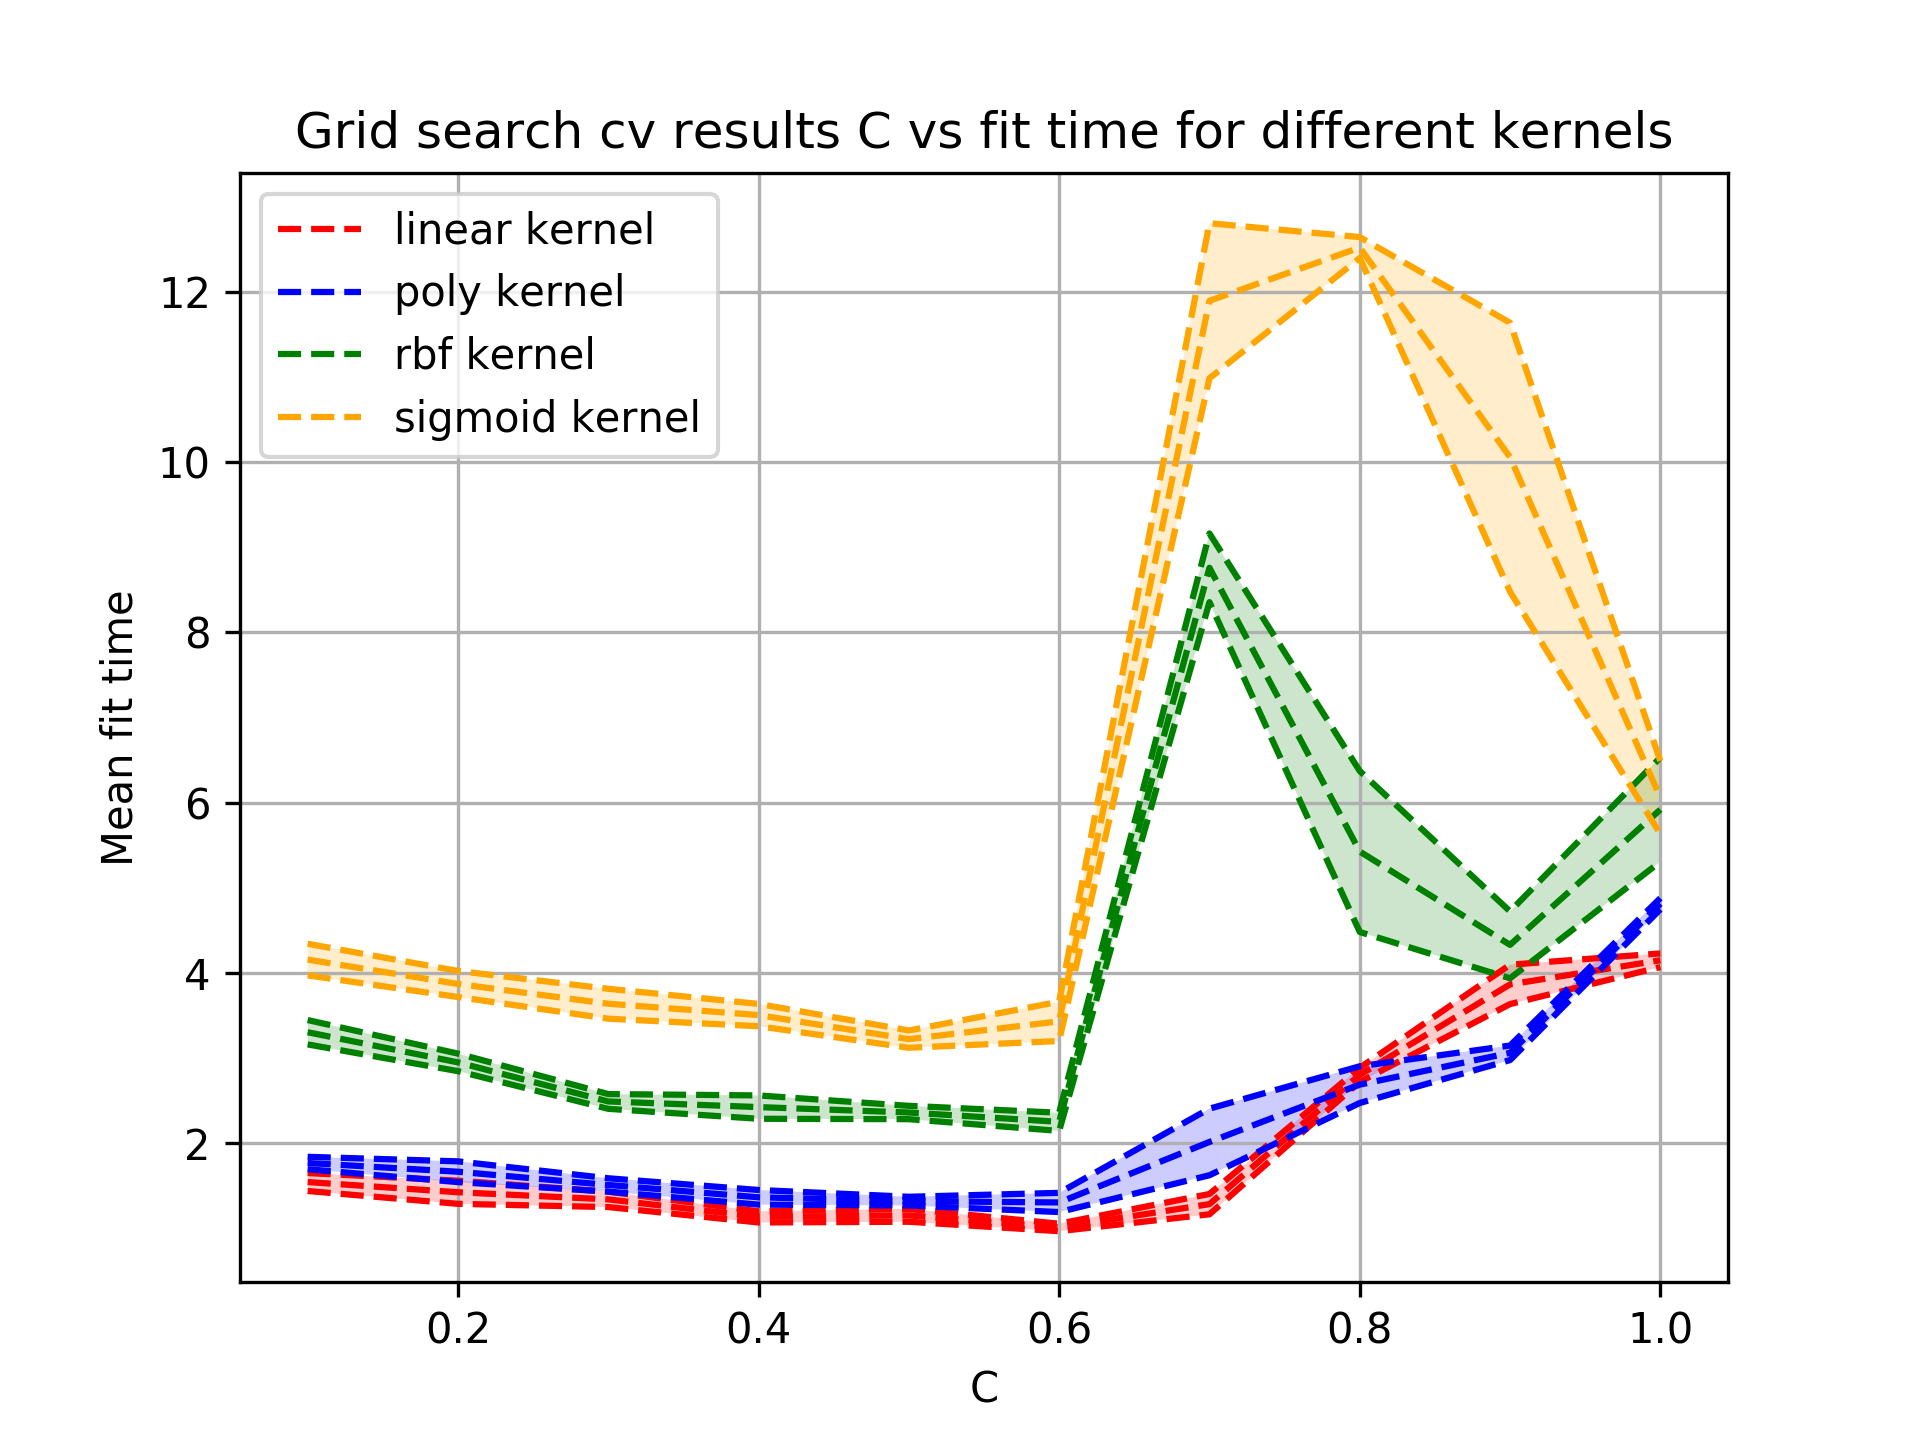 Grid search cv results C vs fit time for different kernels
linear kernel
poly kernel
rbf kernel
sigmoid kernel
12
10
8
6
4
2
Mean fit time
0.2
0.4
0.6
0.8
1.0
C